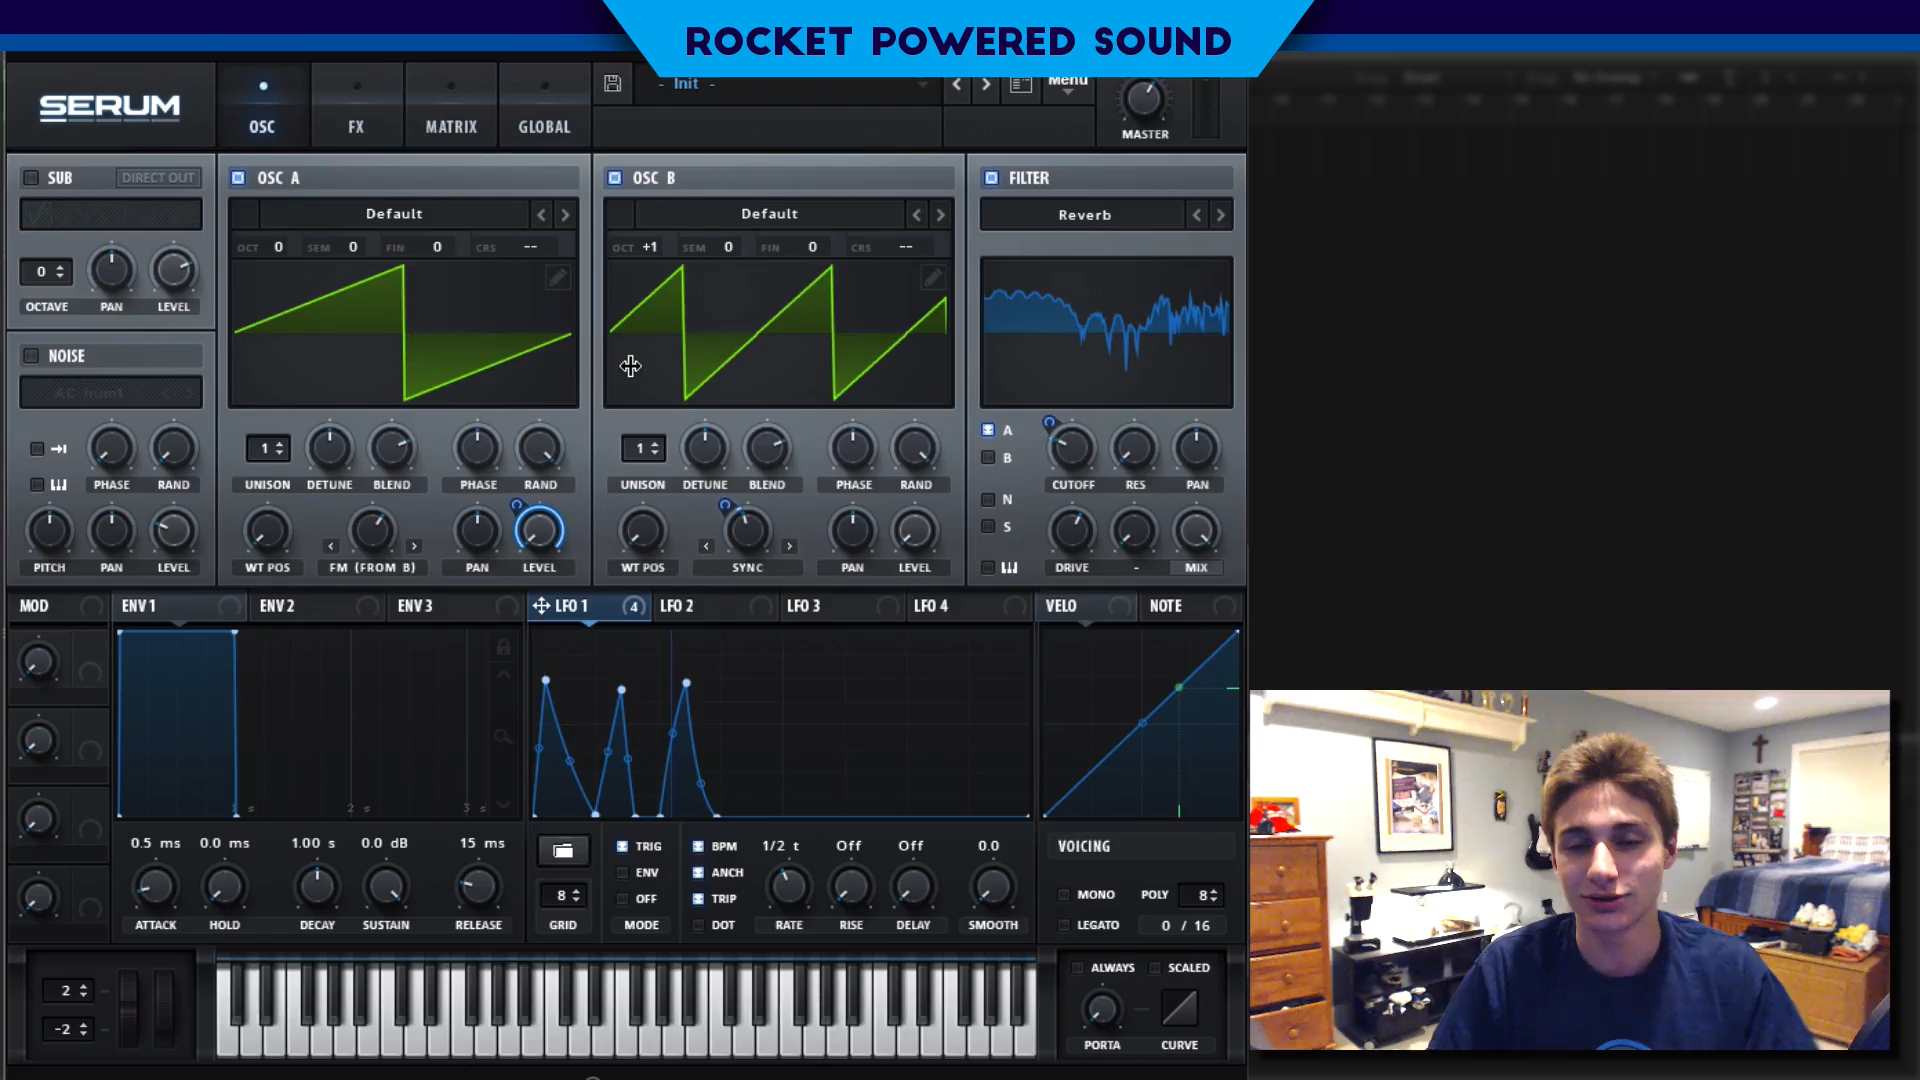 ROCKET POWERED SOUND
SERUM
OSC
FX
MATRIX
GLOBAL
- Init -
Menu
MASTER
SUB
DIRECT OUT
OSC A
OSC B
FILTER
Default
Default
Reverb
OCT 0 SEM 0 FIN 0 CRS --
OCT +1 SEM 0 FIN 0 CRS --
0
OCTAVE PAN LEVEL
NOISE
AC hum1
1
UNISON DETUNE BLEND PHASE RAND
1
UNISON DETUNE BLEND PHASE RAND
A
B
N
S
CUTOFF RES PAN
PHASE RAND
PITCH PAN LEVEL
WT POS FM (FROM B) PAN LEVEL
WT POS SYNC PAN LEVEL
DRIVE - MIX
MOD ENV 1 ENV 2 ENV 3 LFO 1 4 LFO 2 LFO 3 LFO 4 VELO NOTE
1 s 2 s 3 s
0.5 ms 0.0 ms 1.00 s 0.0 dB 15 ms
ATTACK HOLD DECAY SUSTAIN RELEASE
8
GRID
TRIG
ENV
OFF
MODE
BPM
ANCH
TRIP
DOT
1/2 t Off Off 0.0
RATE RISE DELAY SMOOTH
VOICING
MONO POLY 8
LEGATO 0 / 16
2
-2
ALWAYS SCALED
PORTA CURVE